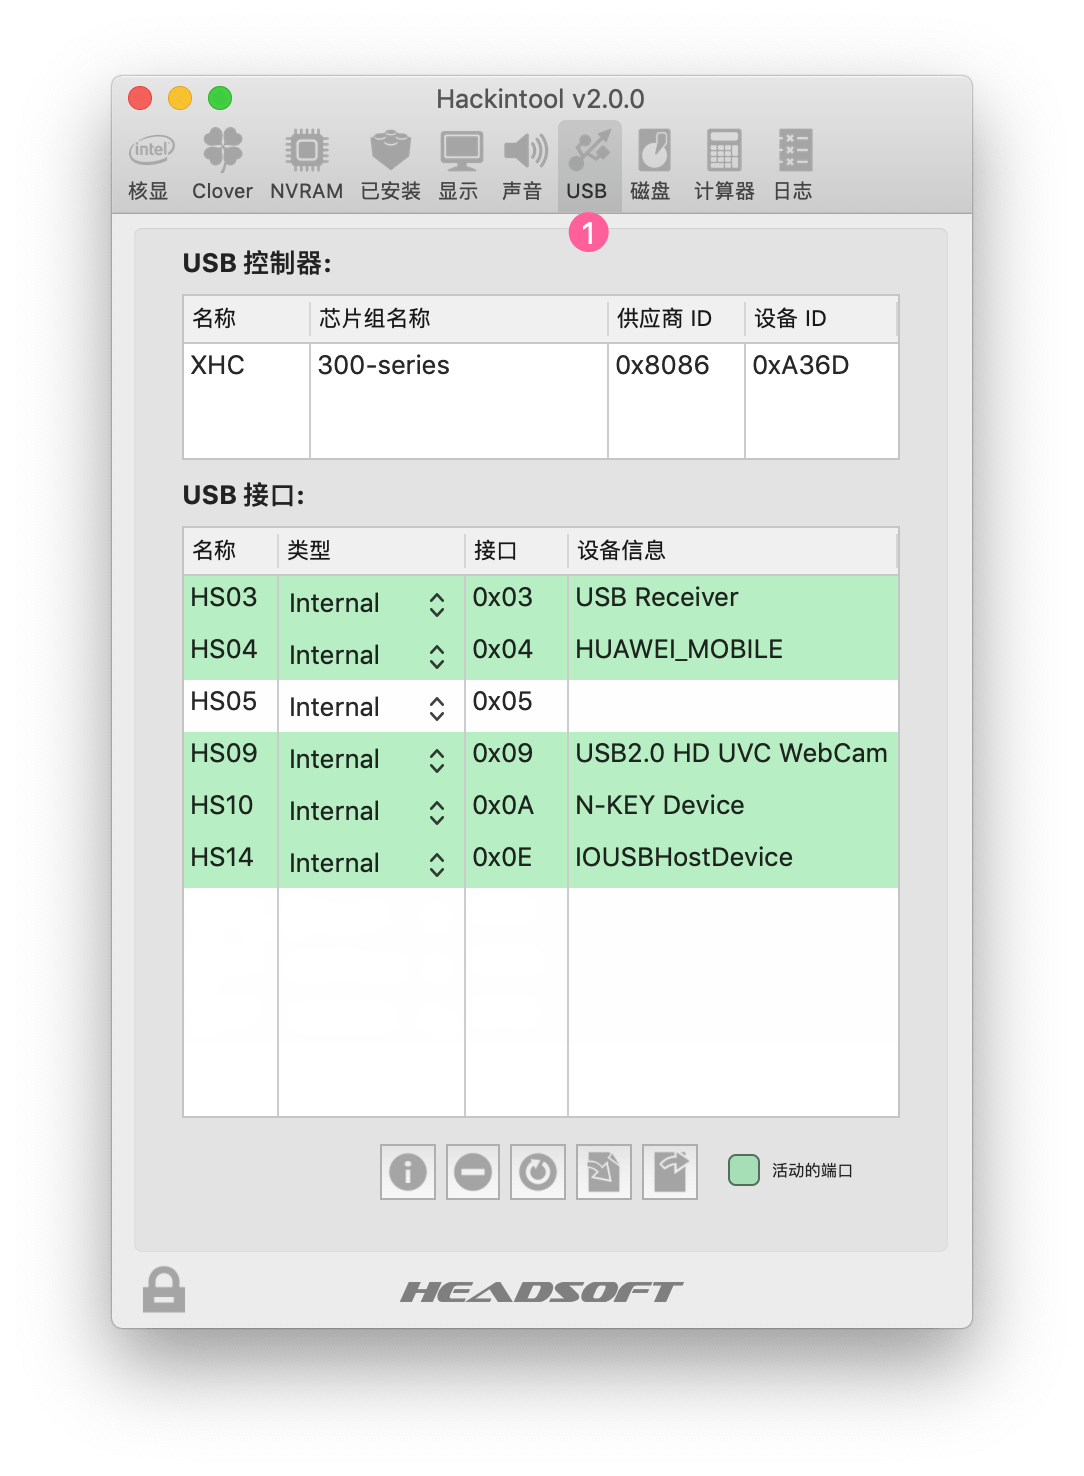 Hackintool v2.0.0
intel
核显 Clover NVRAM 已安装 显示 声音 USB 磁盘 计算器 日志
1
USB 控制器:
名称 芯片组名称 供应商 ID 设备 ID
XHC 300-series 0x8086 0xA36D
USB 接口:
名称 类型 接口 设备信息
HS03 Internal 0x03 USB Receiver
HS04 Internal 0x04 HUAWEI_MOBILE
HS05 Internal 0x05
HS09 Internal 0x09 USB2.0 HD UVC WebCam
HS10 Internal 0x0A N-KEY Device
HS14 Internal 0x0E IOUSBHostDevice
活动的端口
HEADSOFT